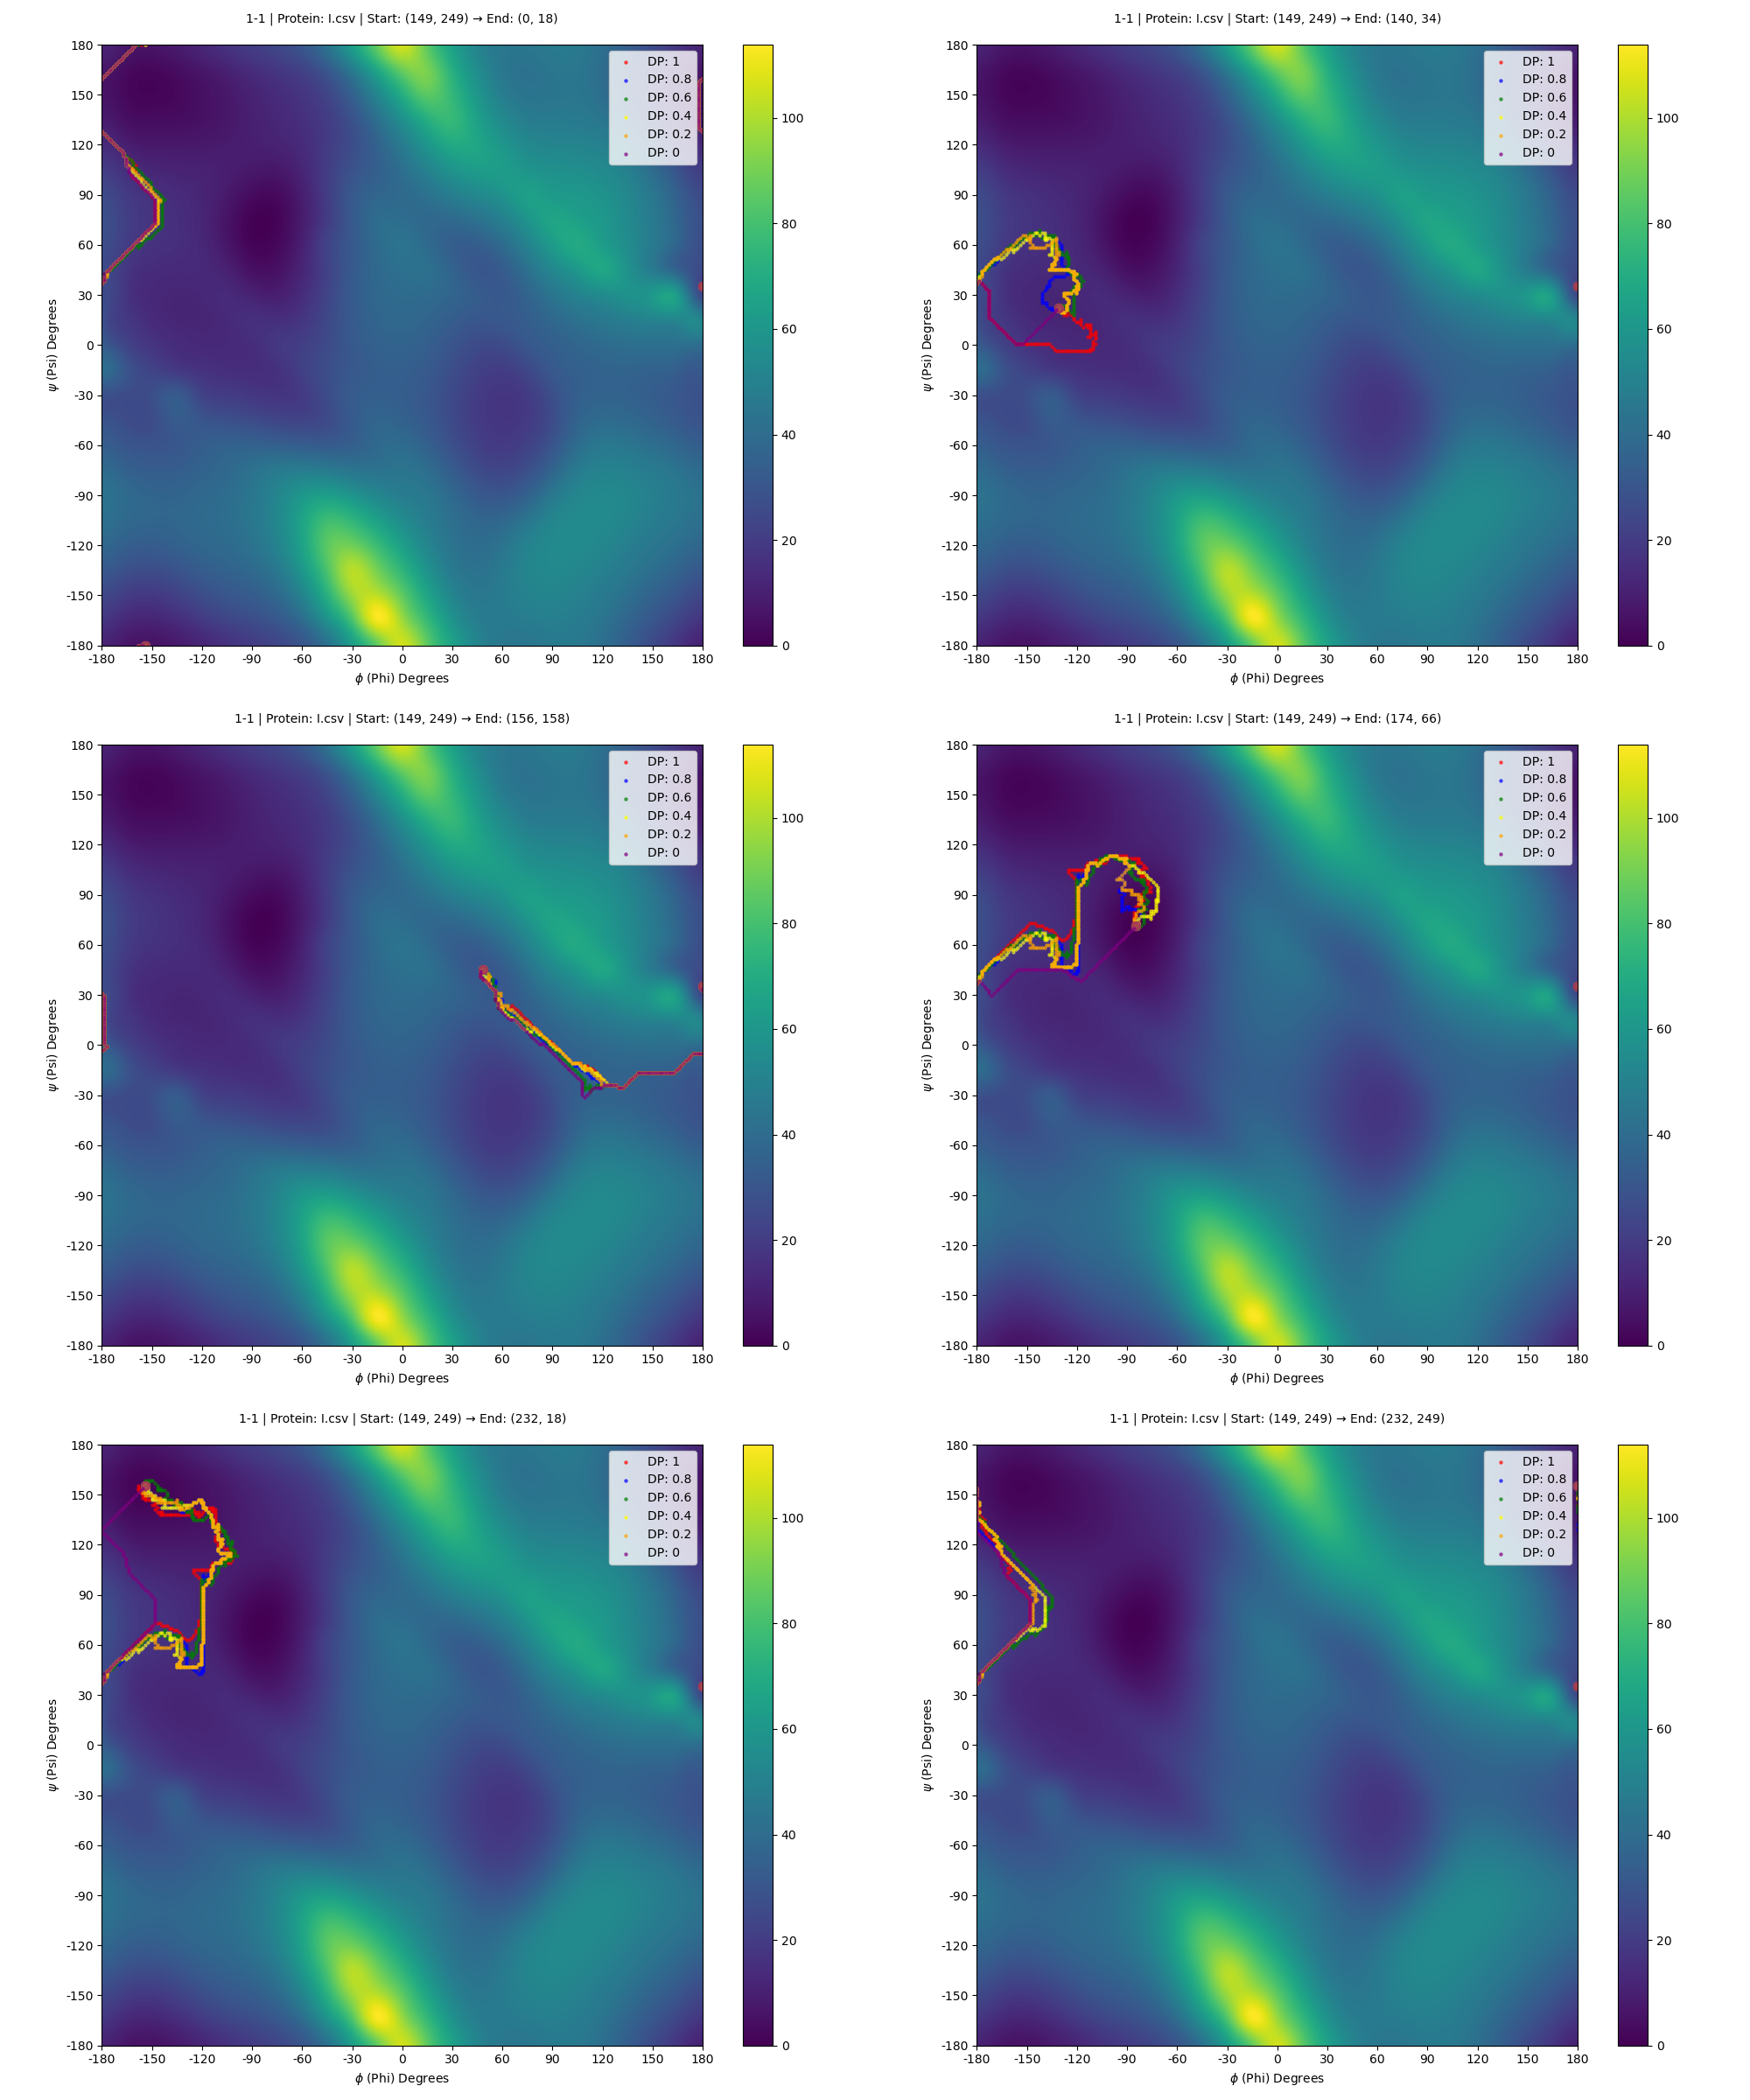 1-1 | Protein: I.csv | Start: (149, 249) → End: (0, 18)
DP: 1
DP: 0.8
DP: 0.6
DP: 0.4
DP: 0.2
DP: 0
180
150
120
90
60
30
0
-30
-60
-90
-120
-150
-180
ψ (Psi) Degrees
-180 -150 -120 -90 -60 -30 0 30 60 90 120 150 180
ϕ (Phi) Degrees
100
80
60
40
20
0
1-1 | Protein: I.csv | Start: (149, 249) → End: (140, 34)
DP: 1
DP: 0.8
DP: 0.6
DP: 0.4
DP: 0.2
DP: 0
180
150
120
90
60
30
0
-30
-60
-90
-120
-150
-180
ψ (Psi) Degrees
-180 -150 -120 -90 -60 -30 0 30 60 90 120 150 180
ϕ (Phi) Degrees
100
80
60
40
20
0
1-1 | Protein: I.csv | Start: (149, 249) → End: (156, 158)
DP: 1
DP: 0.8
DP: 0.6
DP: 0.4
DP: 0.2
DP: 0
180
150
120
90
60
30
0
-30
-60
-90
-120
-150
-180
ψ (Psi) Degrees
-180 -150 -120 -90 -60 -30 0 30 60 90 120 150 180
ϕ (Phi) Degrees
100
80
60
40
20
0
1-1 | Protein: I.csv | Start: (149, 249) → End: (174, 66)
DP: 1
DP: 0.8
DP: 0.6
DP: 0.4
DP: 0.2
DP: 0
180
150
120
90
60
30
0
-30
-60
-90
-120
-150
-180
ψ (Psi) Degrees
-180 -150 -120 -90 -60 -30 0 30 60 90 120 150 180
ϕ (Phi) Degrees
100
80
60
40
20
0
1-1 | Protein: I.csv | Start: (149, 249) → End: (232, 18)
DP: 1
DP: 0.8
DP: 0.6
DP: 0.4
DP: 0.2
DP: 0
180
150
120
90
60
30
0
-30
-60
-90
-120
-150
-180
ψ (Psi) Degrees
-180 -150 -120 -90 -60 -30 0 30 60 90 120 150 180
ϕ (Phi) Degrees
100
80
60
40
20
0
1-1 | Protein: I.csv | Start: (149, 249) → End: (232, 249)
DP: 1
DP: 0.8
DP: 0.6
DP: 0.4
DP: 0.2
DP: 0
180
150
120
90
60
30
0
-30
-60
-90
-120
-150
-180
ψ (Psi) Degrees
-180 -150 -120 -90 -60 -30 0 30 60 90 120 150 180
ϕ (Phi) Degrees
100
80
60
40
20
0